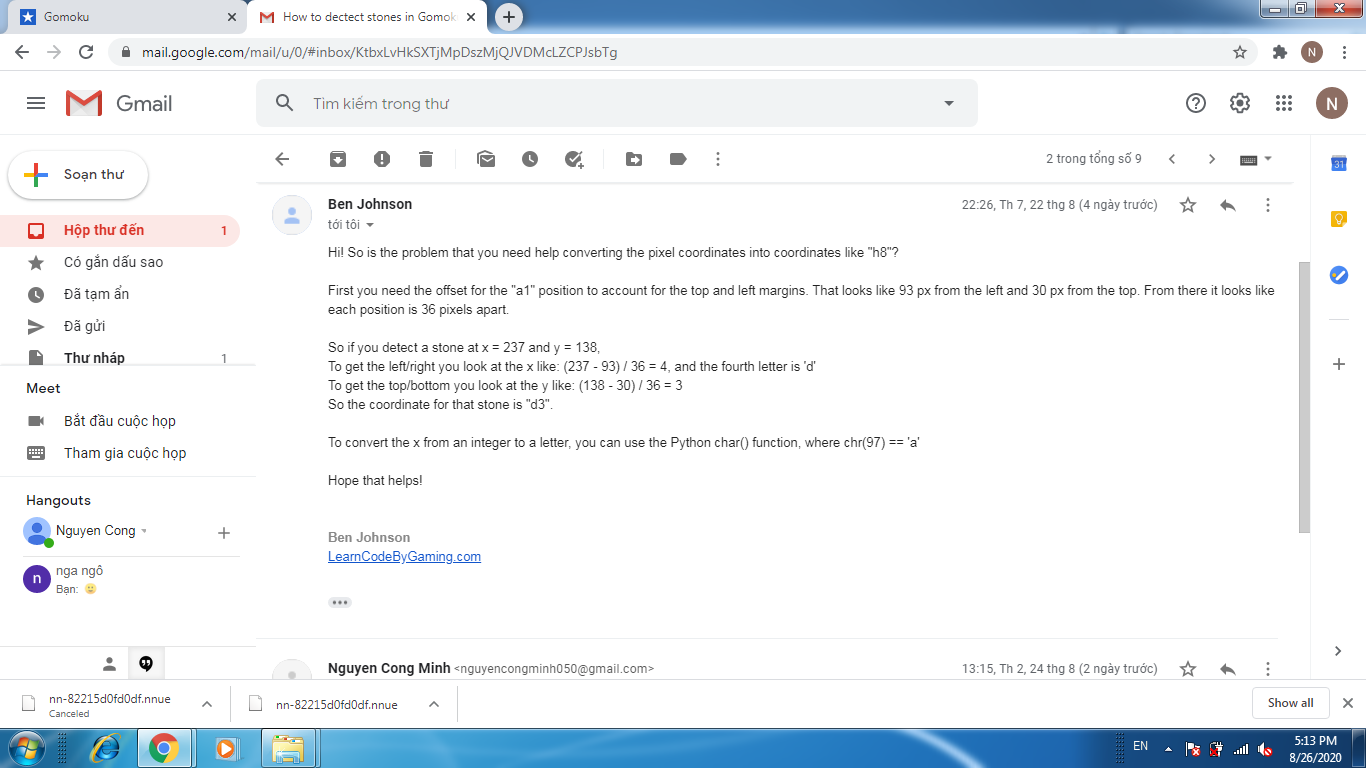 Gomoku
How to dectect stones in Gomok
mail.google.com/mail/u/0/#inbox/KtbxLvHkSXTjMpDszMjQJVDMcLZCPJsbTg
N
Gmail
Tìm kiếm trong thư
N
Soạn thư
2 trong tổng số 9
31
Hộp thư đến 1
Có gắn dấu sao
Đã tạm ẩn
Đã gửi
Thư nháp 1
Meet
Bắt đầu cuộc họp
Tham gia cuộc họp
Hangouts
Nguyen Cong
n
nga ngô
Bạn:
Ben Johnson 22:26, Th 7, 22 thg 8 (4 ngày trước)
tới tôi
Hi! So is the problem that you need help converting the pixel coordinates into coordinates like "h8"?
First you need the offset for the "a1" position to account for the top and left margins. That looks like 93 px from the left and 30 px from the top. From there it looks like
each position is 36 pixels apart.
So if you detect a stone at x = 237 and y = 138,
To get the left/right you look at the x like: (237 - 93) / 36 = 4, and the fourth letter is 'd'
To get the top/bottom you look at the y like: (138 - 30) / 36 = 3
So the coordinate for that stone is "d3".
To convert the x from an integer to a letter, you can use the Python char() function, where chr(97) == 'a'
Hope that helps!
Ben Johnson
LearnCodeByGaming.com
Nguyen Cong Minh <nguyencongminh050@gmail.com> 13:15, Th 2, 24 thg 8 (2 ngày trước)
nn-82215d0fd0df.nnue
Canceled
nn-82215d0fd0df.nnue
Show all
EN
5:13 PM
8/26/2020